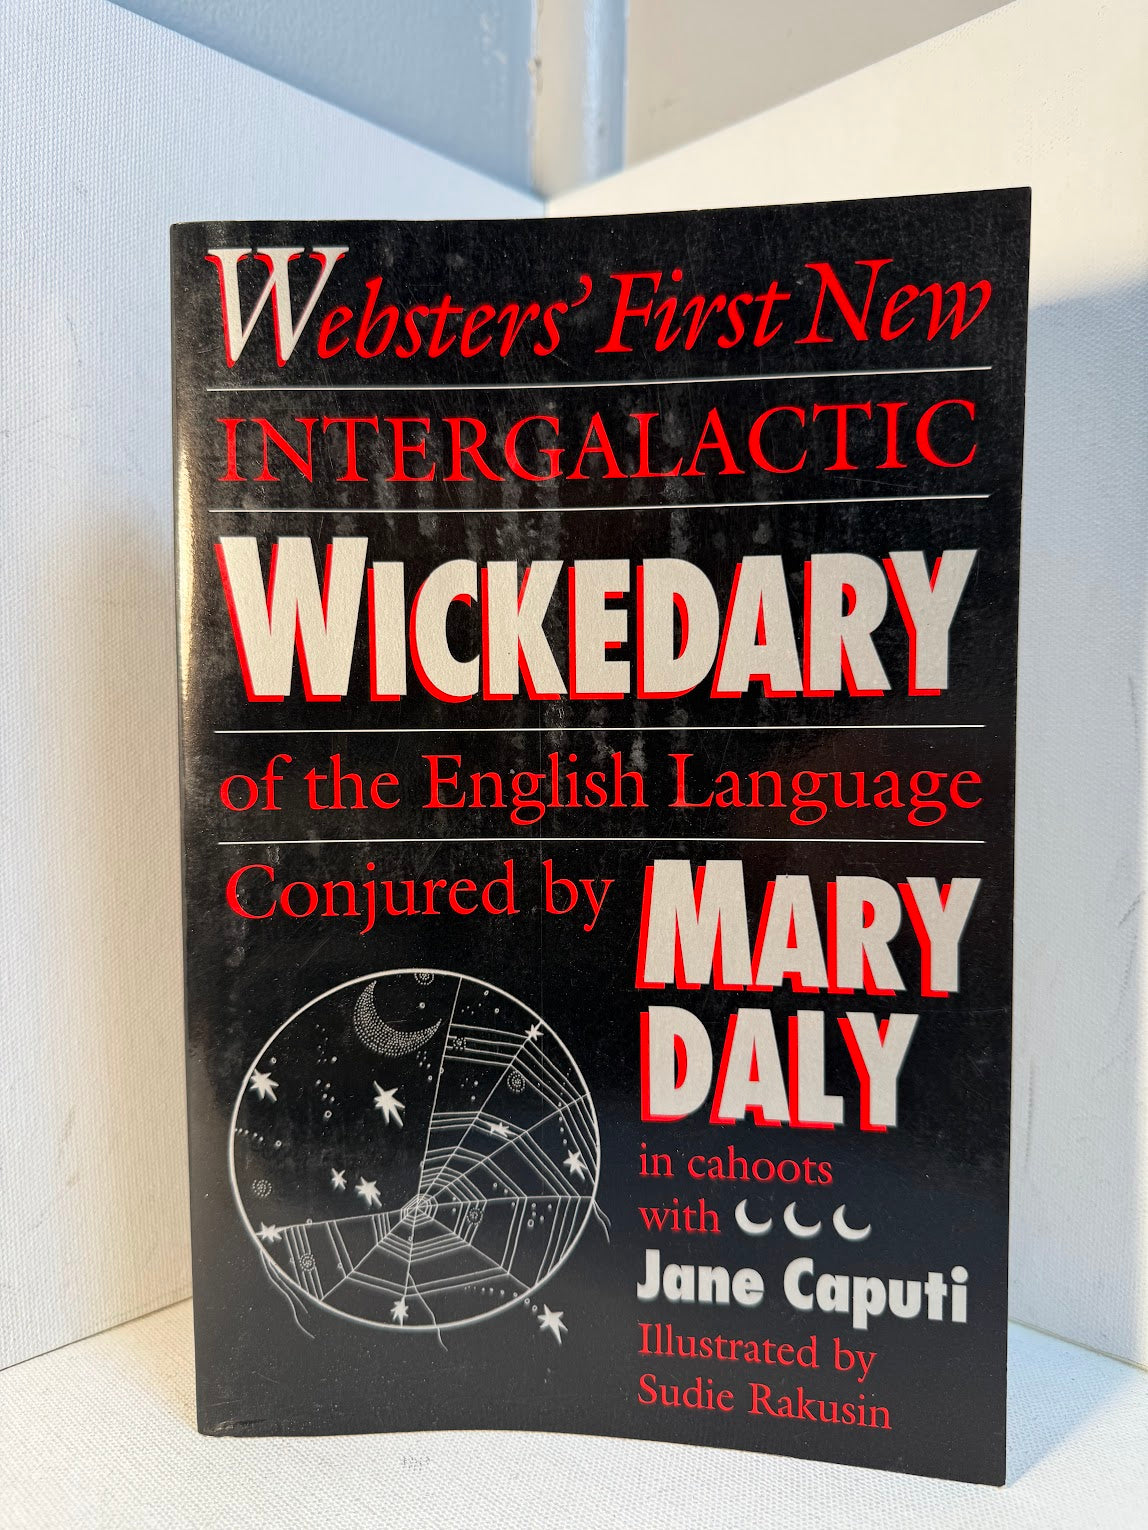 Websters' First New
INTERGALACTIC
WICKEDARY
of the English Language
Conjured by MARY
DALY
in cahoots
with
Jane Caputi
Illustrated by
Sudie Rakusin